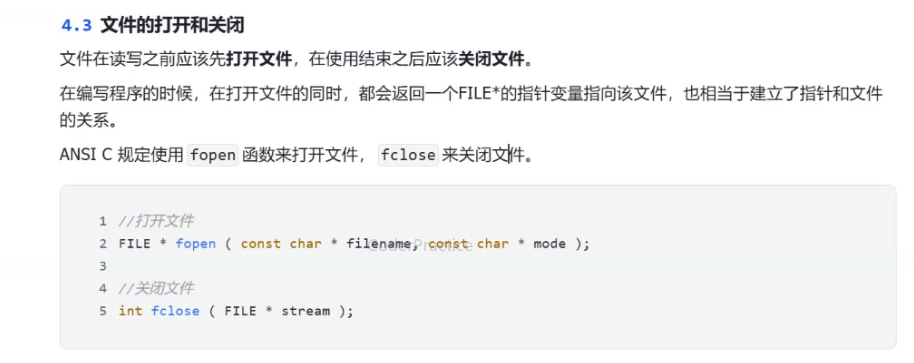 4.3 文件的打开和关闭
文件在读写之前应该先打开文件，在使用结束之后应该关闭文件。
在编写程序的时候，在打开文件的同时，都会返回一个FILE*的指针变量指向该文件，也相当于建立了指针和文件
的关系。
ANSI C 规定使用 fopen 函数来打开文件， fclose 来关闭文件。
1 //打开文件
2 FILE * fopen ( const char * filename, const char * mode );
3
4 //关闭文件
5 int fclose ( FILE * stream );